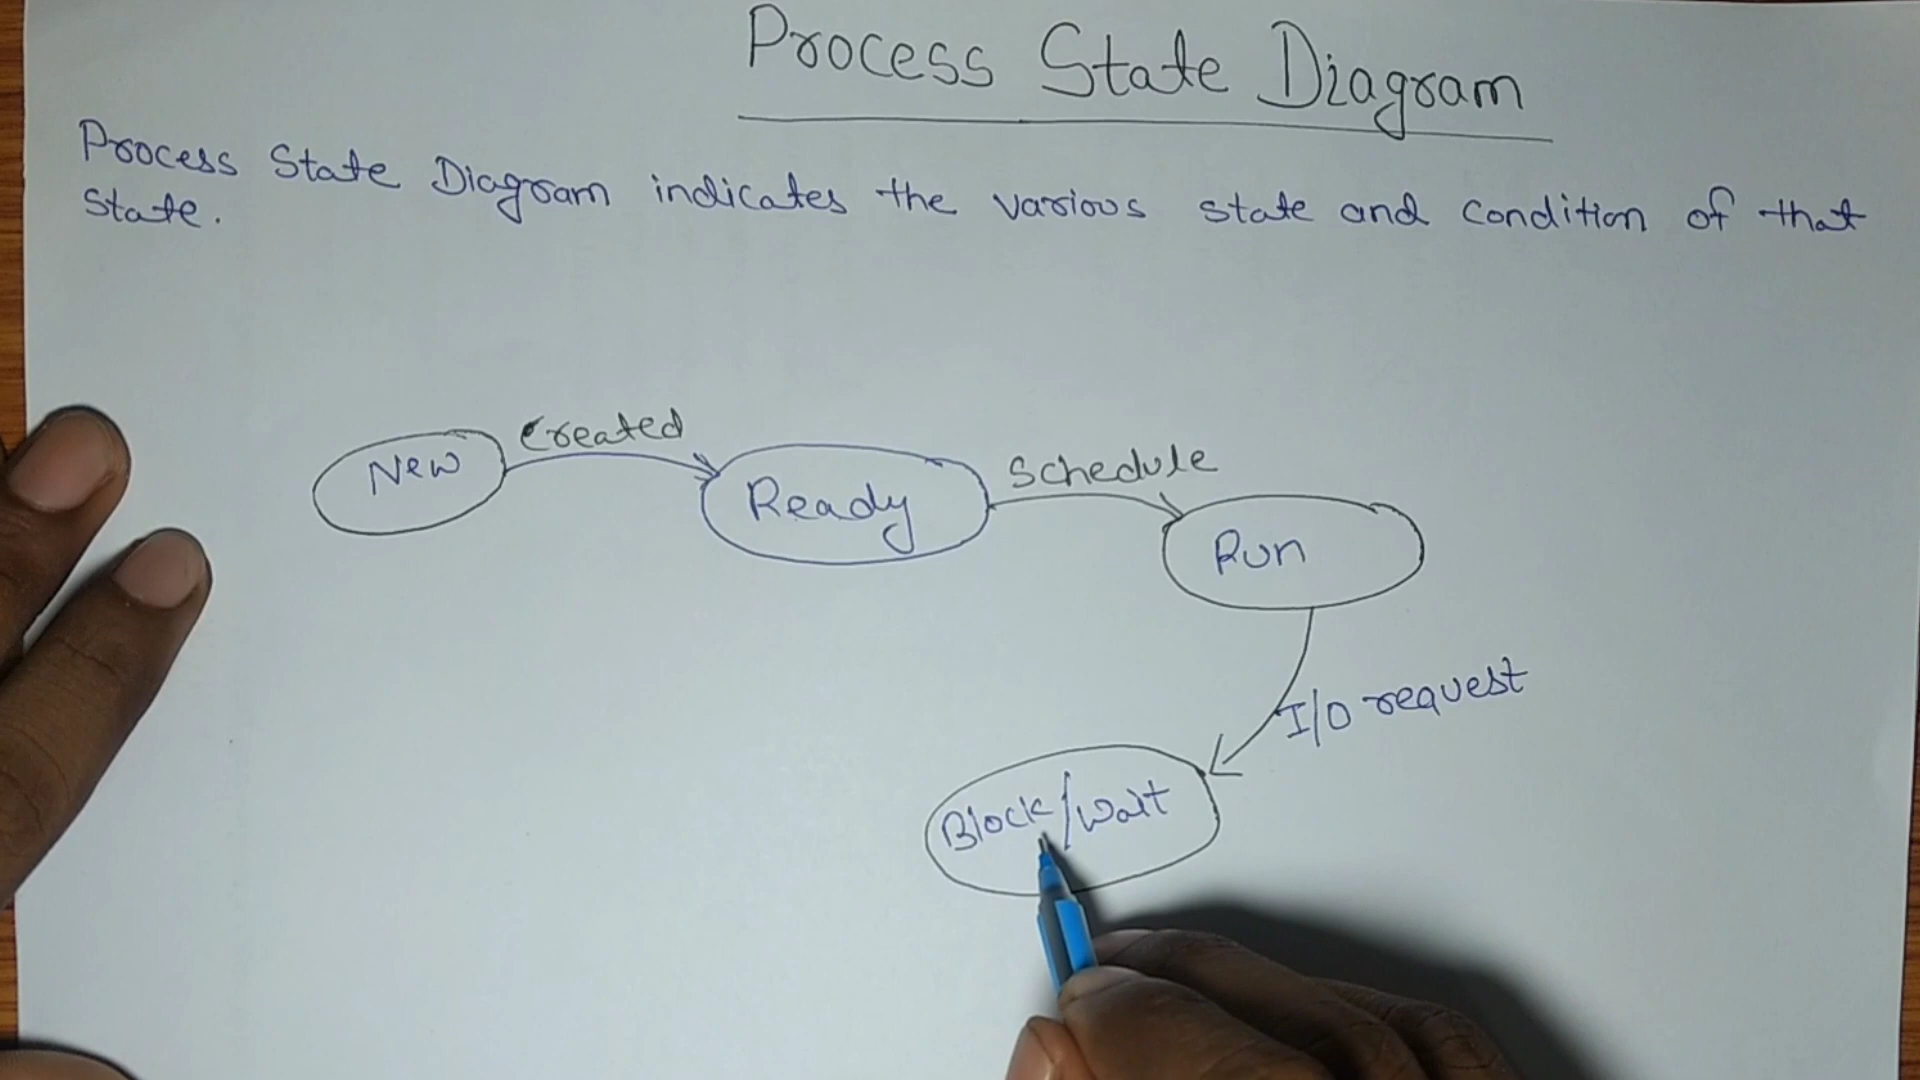 Process State Diagram
Process State Diagram indicates the various state and condition of that
state.
Created
New
Schedule
Ready
Run
I/O request
Block/Wait